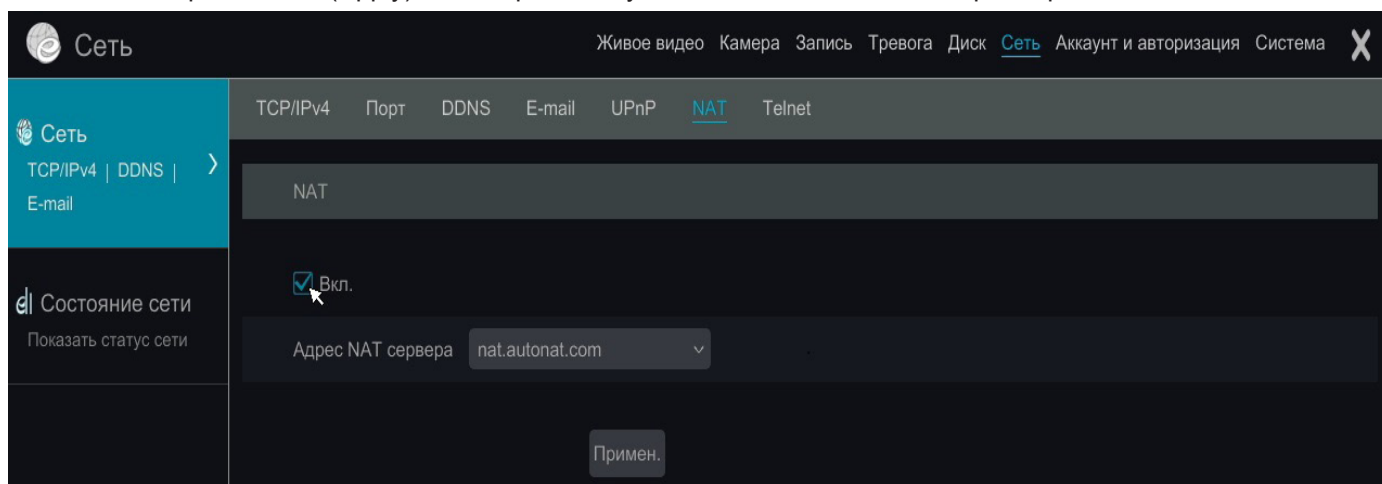 Сеть
Живое видео Камера Запись Тревога Диск Сеть Аккаунт и авторизация Система X
TCP/IPv4 Порт DDNS E-mail UPnP NAT Telnet
Сеть
TCP/IPv4 | DDNS |
E-mail
NAT
Вкл.
Состояние сети
Показать статус сети
Адрес NAT сервера nat.autonat.com
Примен.